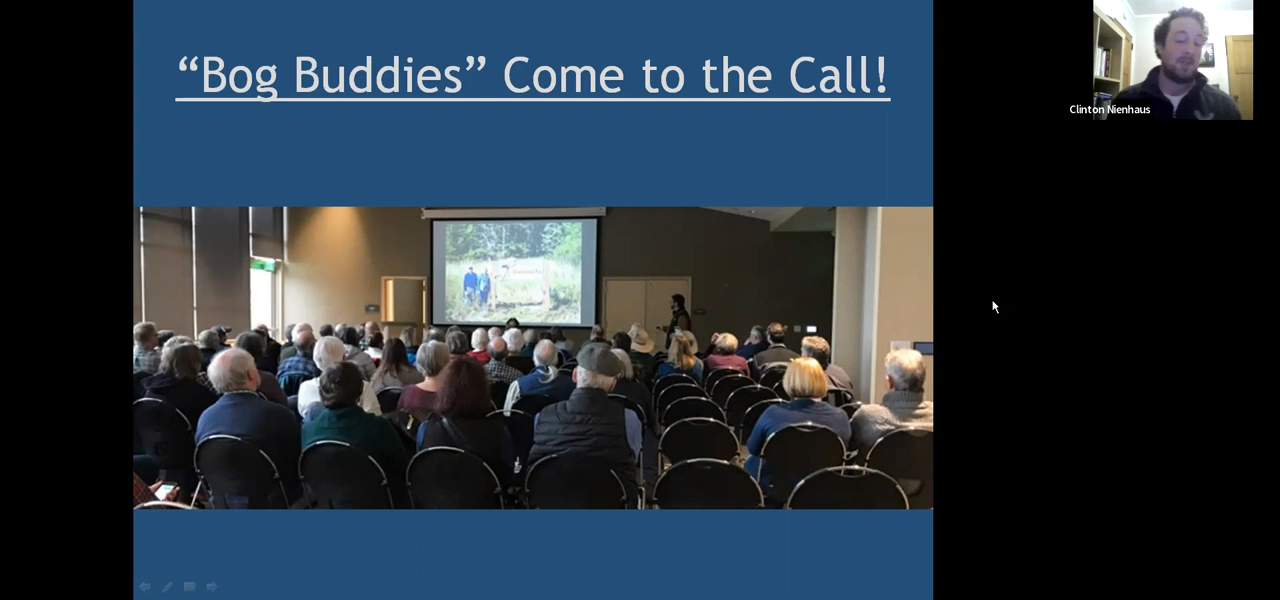 “Bog Buddies” Come to the Call!
Clinton Nienhaus